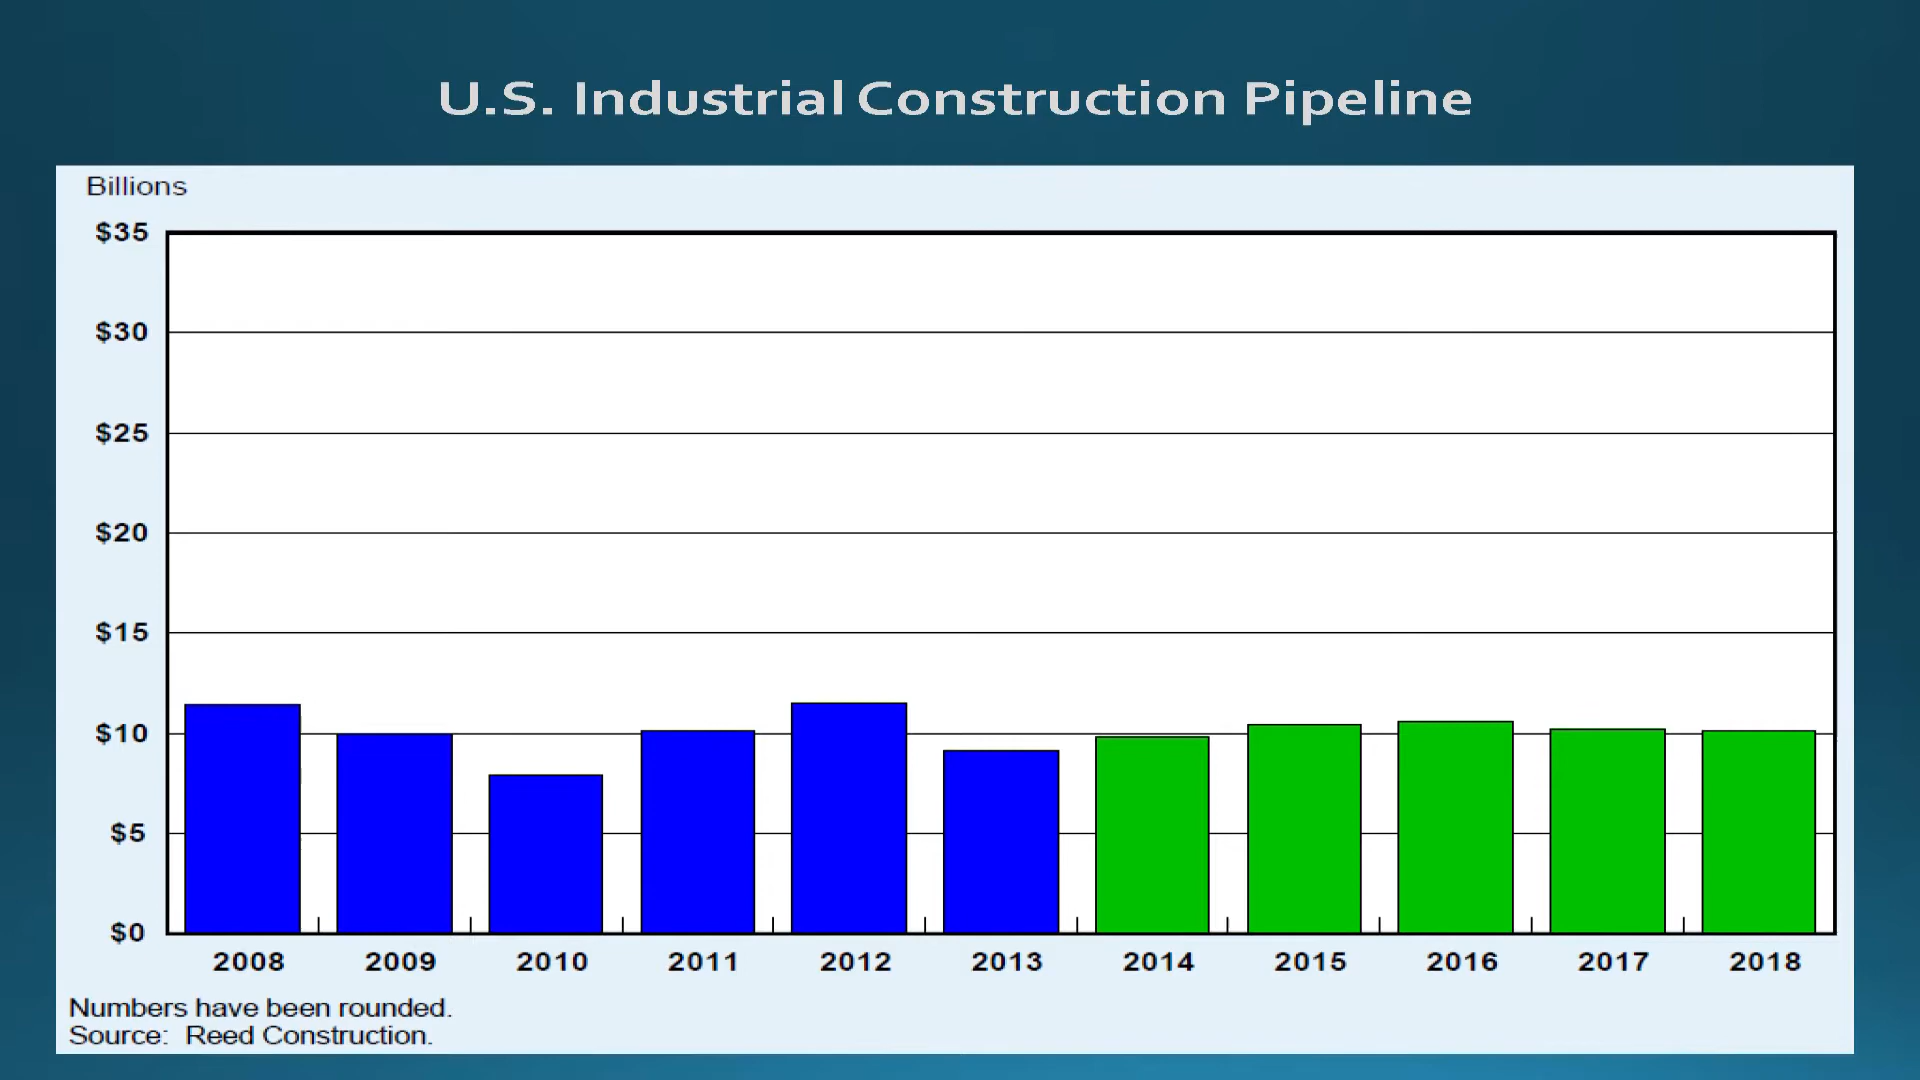 U.S. Industrial Construction Pipeline
Billions
$35
$30
$25
$20
$15
$10
$5
$0
2008 2009 2010 2011 2012 2013 2014 2015 2016 2017 2018
Numbers have been rounded.
Source: Reed Construction.